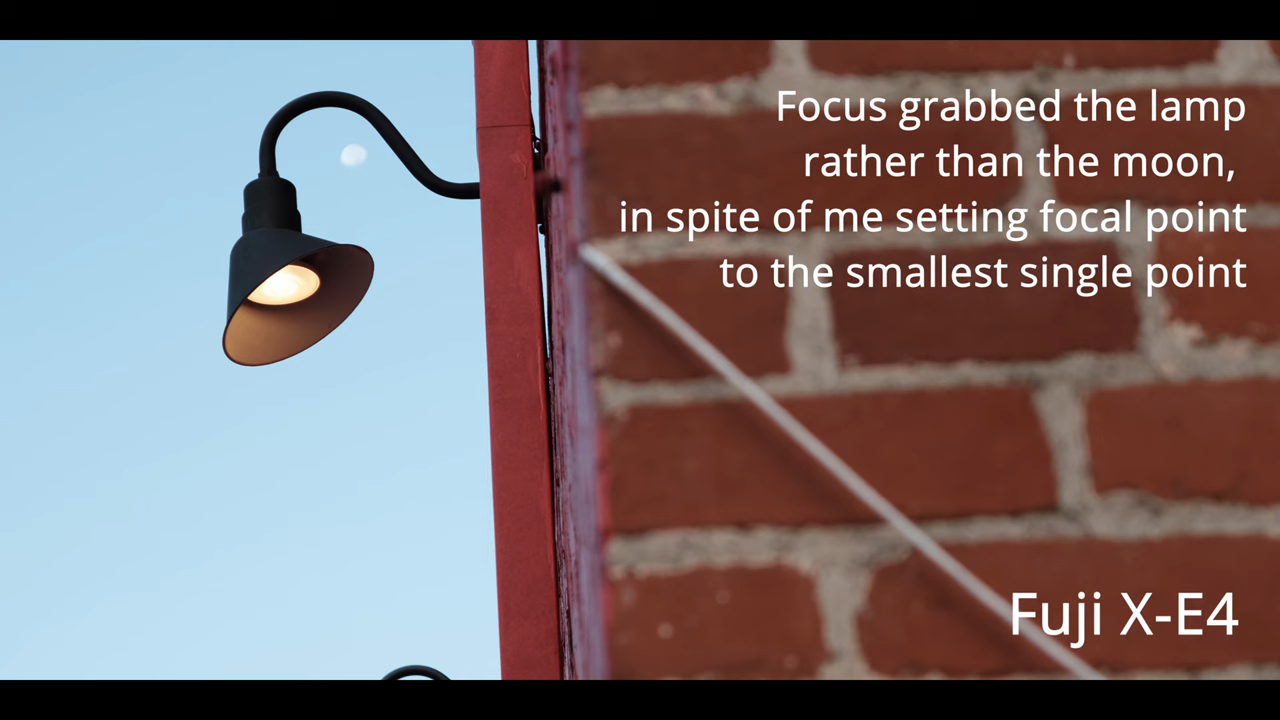 Focus grabbed the lamp
rather than the moon,
in spite of me setting focal point
to the smallest single point
Fuji X-E4